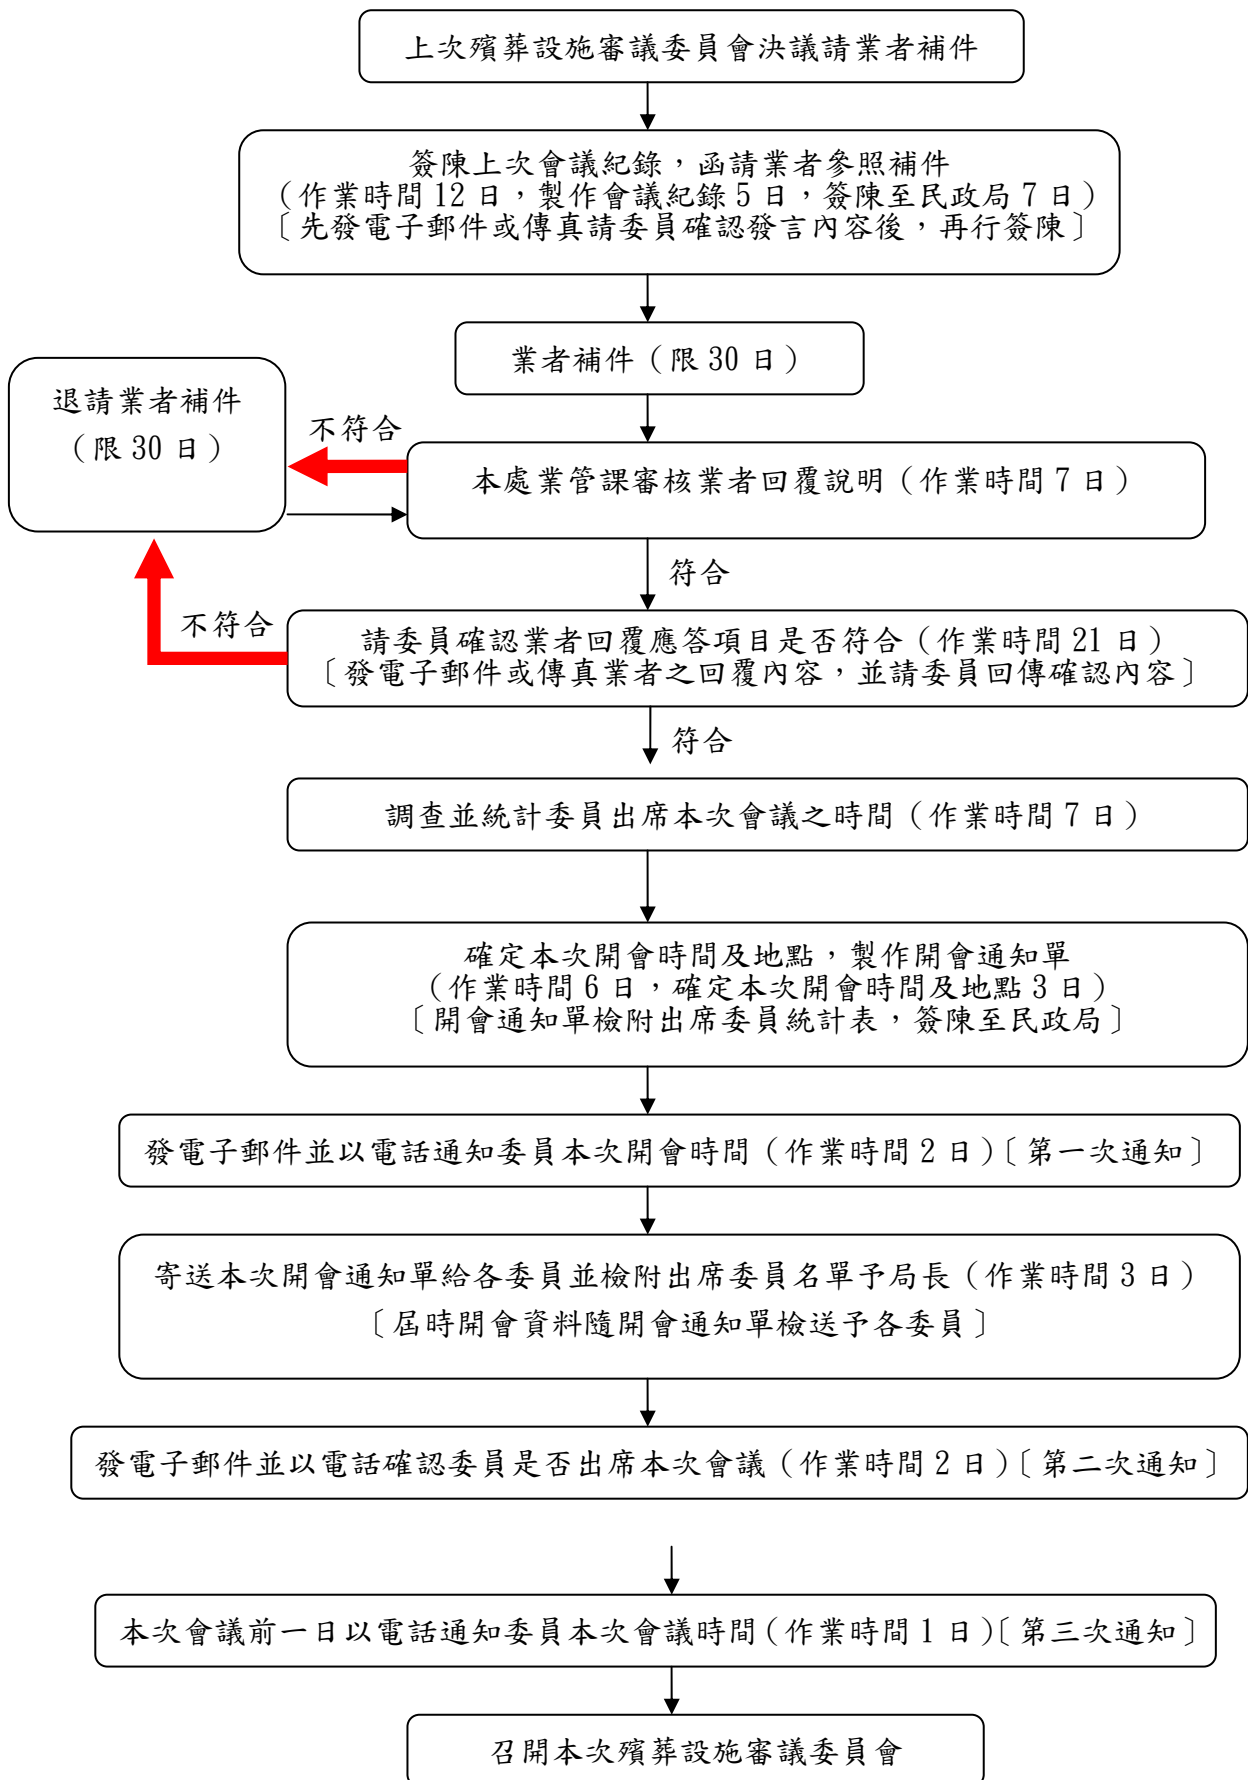 上次殯葬設施審議委員會決議請業者補件
簽陳上次會議紀錄，函請業者參照補件
（作業時間 12 日，製作會議紀錄 5 日，簽陳至民政局 7 日）
〔先發電子郵件或傳真請委員確認發言內容後，再行簽陳〕
業者補件（限 30 日）
退請業者補件
（限 30 日）
不符合
本處業管課審核業者回覆說明（作業時間 7 日）
符合
不符合
請委員確認業者回覆應答項目是否符合（作業時間 21 日）
〔發電子郵件或傳真業者之回覆內容，並請委員回傳確認內容〕
符合
調查並統計委員出席本次會議之時間（作業時間 7 日）
確定本次開會時間及地點，製作開會通知單
（作業時間 6 日，確定本次開會時間及地點 3 日）
〔開會通知單檢附出席委員統計表，簽陳至民政局〕
發電子郵件並以電話通知委員本次開會時間（作業時間 2 日）〔第一次通知〕
寄送本次開會通知單給各委員並檢附出席委員名單予局長（作業時間 3 日）
〔屆時開會資料隨開會通知單檢送予各委員〕
發電子郵件並以電話確認委員是否出席本次會議（作業時間 2 日）〔第二次通知〕
本次會議前一日以電話通知委員本次會議時間（作業時間 1 日）〔第三次通知〕
召開本次殯葬設施審議委員會